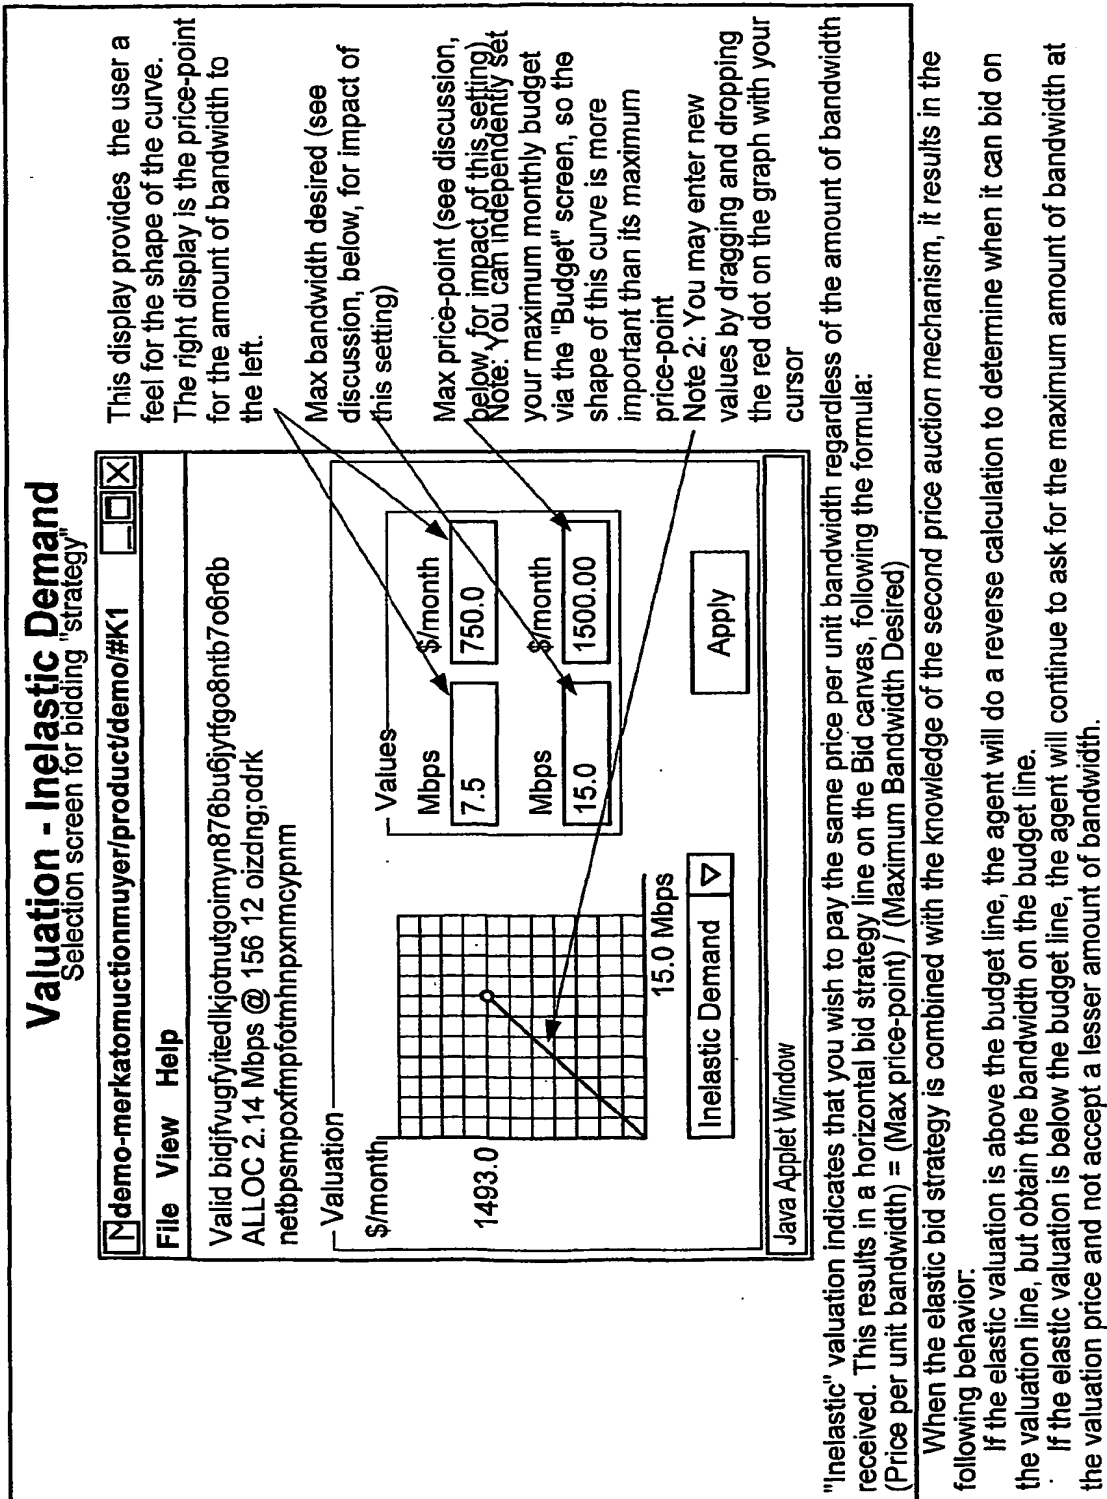 Valuation - Inelastic Demand
Selection screen for bidding "strategy"
demo-merkatomuctionmuyer/product/demo/#K1
File View Help
Valid bidjfvugfyitedlkjotnutgoimyn876bu6jytfgo8ntb7o6r6b
ALLOC 2.14 Mbps @ 156 12 oizdng;odrk
netbpsmpoxfmpfotmhnpxnmcypnm
Valuation
$/month
1493.0
15.0 Mbps
Inelastic Demand
Values
Mbps $/month
7.5 750.0
Mbps $/month
15.0 1500.00
Apply
Java Applet Window
This display provides the user a
feel for the shape of the curve.
The right display is the price-point
for the amount of bandwidth to
the left.
Max bandwidth desired (see
discussion, below, for impact of
this setting)
Max price-point (see discussion,
below, for impact of this setting)
Note: You can independently set
your maximum monthly budget
via the "Budget" screen, so the
shape of this curve is more
important than its maximum
price-point
Note 2: You may enter new
values by dragging and dropping
the red dot on the graph with your
cursor
"Inelastic" valuation indicates that you wish to pay the same price per unit bandwidth regardless of the amount of bandwidth
received. This results in a horizontal bid strategy line on the Bid canvas, following the formula:
(Price per unit bandwidth) = (Max price-point) / (Maximum Bandwidth Desired)
When the elastic bid strategy is combined with the knowledge of the second price auction mechanism, it results in the
following behavior:
If the elastic valuation is above the budget line, the agent will do a reverse calculation to determine when it can bid on
the valuation line, but obtain the bandwidth on the budget line.
If the elastic valuation is below the budget line, the agent will continue to ask for the maximum amount of bandwidth at
the valuation price and not accept a lesser amount of bandwidth.